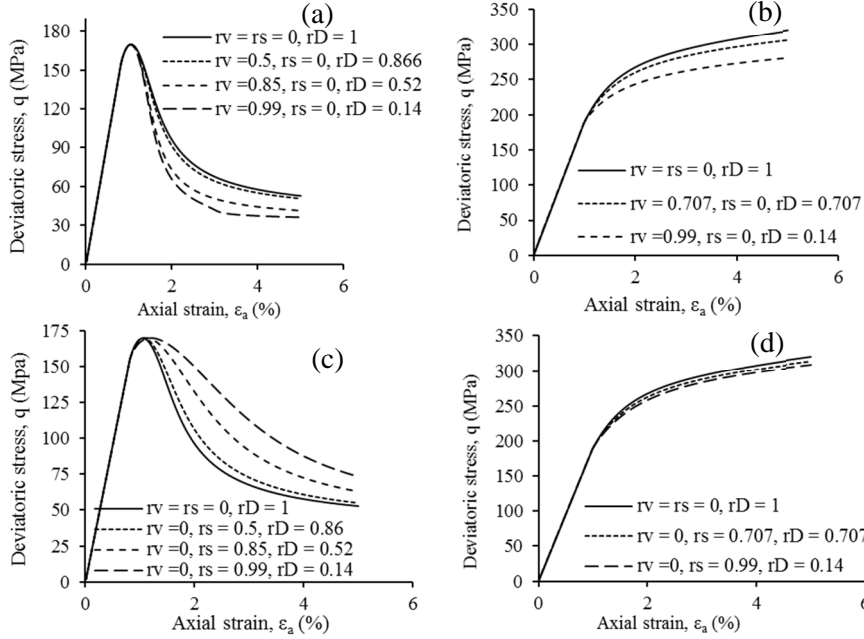 (a)
Deviatoric stress, q (MPa)
180
150
120
90
60
30
0
rv = rs = 0, rD = 1
rv =0.5, rs = 0, rD = 0.866
rv =0.85, rs = 0, rD = 0.52
rv =0.99, rs = 0, rD = 0.14
0 2 4 6
Axial strain, εa (%)
(b)
Deviatoric stress, q (MPa)
350
300
250
200
150
100
50
0
rv = rs = 0, rD = 1
rv = 0.707, rs = 0, rD = 0.707
rv =0.99, rs = 0, rD = 0.14
0 2 4 6
Axial strain, εa (%)
(c)
Deviatoric stress, q (Mpa)
175
150
125
100
75
50
25
0
rv = rs = 0, rD = 1
rv =0, rs = 0.5, rD = 0.86
rv =0, rs = 0.85, rD = 0.52
rv =0, rs = 0.99, rD = 0.14
0 2 4 6
Axial strain, εa (%)
(d)
Deviatoric stress, q (MPa)
350
300
250
200
150
100
50
0
rv = rs = 0, rD = 1
rv = 0, rs = 0.707, rD = 0.707
rv = 0, rs = 0.99, rD = 0.14
0 2 4 6
Axial strain, εa (%)